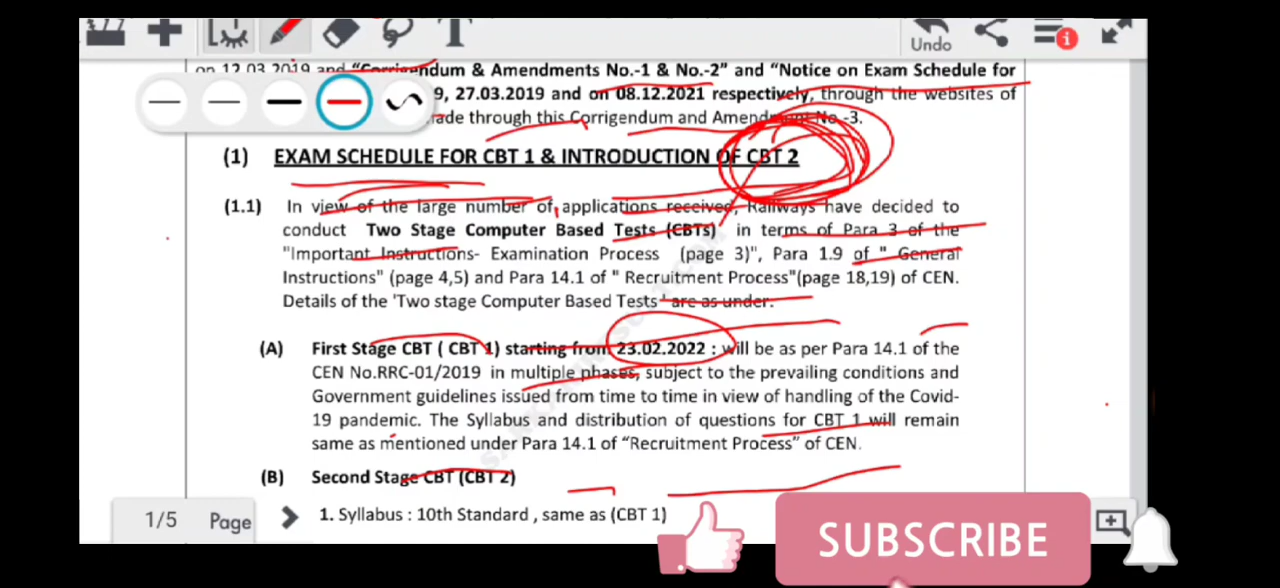 Undo
on 12.03.2019 and "Corrigendum & Amendments No.-1 & No.-2" and "Notice on Exam Schedule for
9, 27.03.2019 and on 08.12.2021 respectively, through the websites of
ade through this Corrigendum and Amendment No.-3.
(1) EXAM SCHEDULE FOR CBT 1 & INTRODUCTION OF CBT 2
(1.1) In view of the large number of applications received, Railways have decided to
conduct Two Stage Computer Based Tests (CBTs) in terms of Para 3 of the
"Important Instructions- Examination Process (page 3)", Para 1.9 of " General
Instructions" (page 4,5) and Para 14.1 of " Recruitment Process"(page 18,19) of CEN.
Details of the 'Two stage Computer Based Tests' are as under:
(A) First Stage CBT ( CBT 1) starting from 23.02.2022 : will be as per Para 14.1 of the
CEN No.RRC-01/2019 in multiple phases, subject to the prevailing conditions and
Government guidelines issued from time to time in view of handling of the Covid-
19 pandemic. The Syllabus and distribution of questions for CBT 1 will remain
same as mentioned under Para 14.1 of "Recruitment Process" of CEN.
(B) Second Stage CBT (CBT 2)
1. Syllabus : 10th Standard , same as (CBT 1)
1/5 Page
SUBSCRIBE